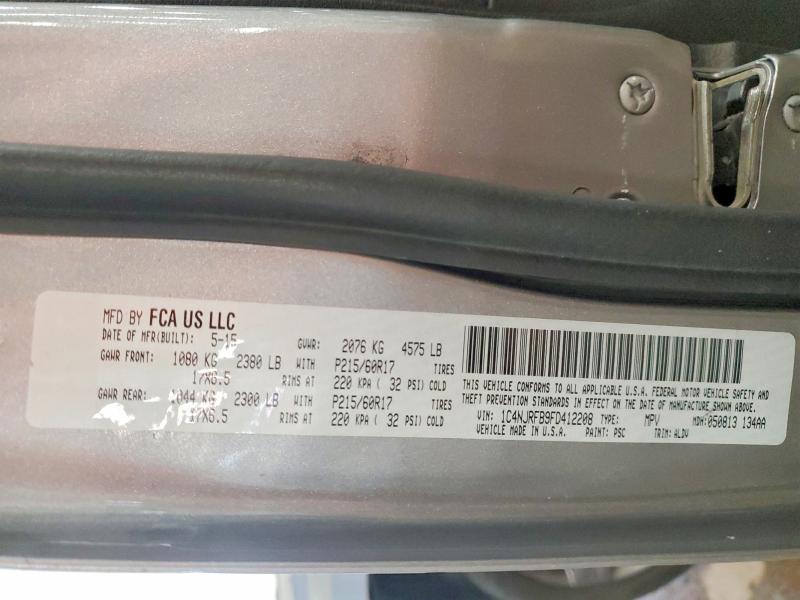 MFD BY FCA US LLC
DATE OF MFR(BUILT): 5-15 GVWR: 2076 KG 4575 LB
GAWR FRONT: 1080 KG 2380 LB WITH P215/60R17 TIRES
17X6.5 RIMS AT 220 KPA ( 32 PSI) COLD
GAWR REAR: 1044 KG 2300 LB WITH P215/60R17 TIRES
17X6.5 RIMS AT 220 KPA ( 32 PSI) COLD
THIS VEHICLE CONFORMS TO ALL APPLICABLE U.S.A. FEDERAL MOTOR VEHICLE SAFETY AND
THEFT PREVENTION STANDARDS IN EFFECT ON THE DATE OF MANUFACTURE SHOWN ABOVE.
VIN: 1C4NJRFB9FD412208 TYPE: MPV MDH:050813 134AA
VEHICLE MADE IN U.S.A. PAINT: PSC TRIM: ALDV